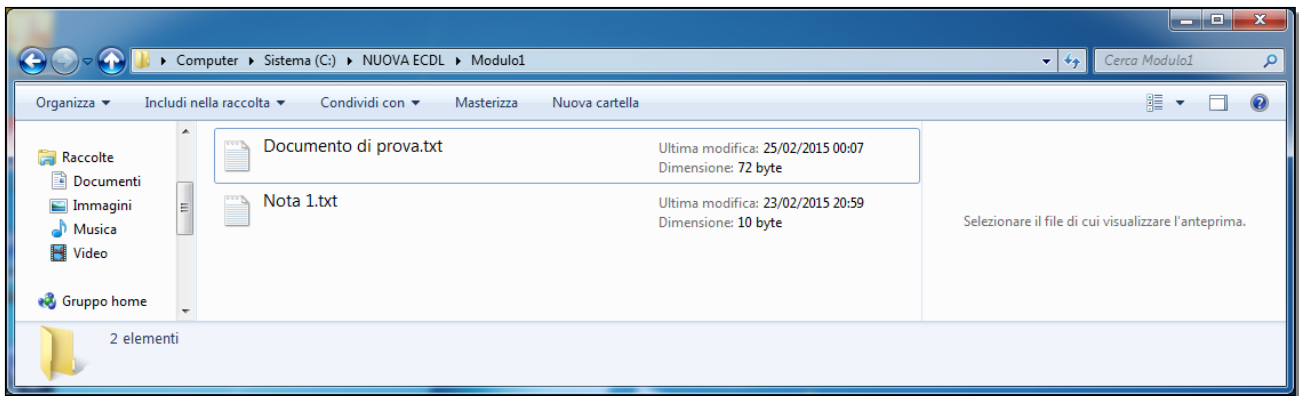 Computer Sistema (C:) NUOVA ECDL Modulo1
Cerca Modulo1
Organizza Includi nella raccolta Condividi con Masterizza Nuova cartella
Raccolte
Documenti
Immagini
Musica
Video
Gruppo home
Documento di prova.txt
Ultima modifica: 25/02/2015 00:07
Dimensione: 72 byte
Nota 1.txt
Ultima modifica: 23/02/2015 20:59
Dimensione: 10 byte
Selezionare il file di cui visualizzare l'anteprima.
2 elementi